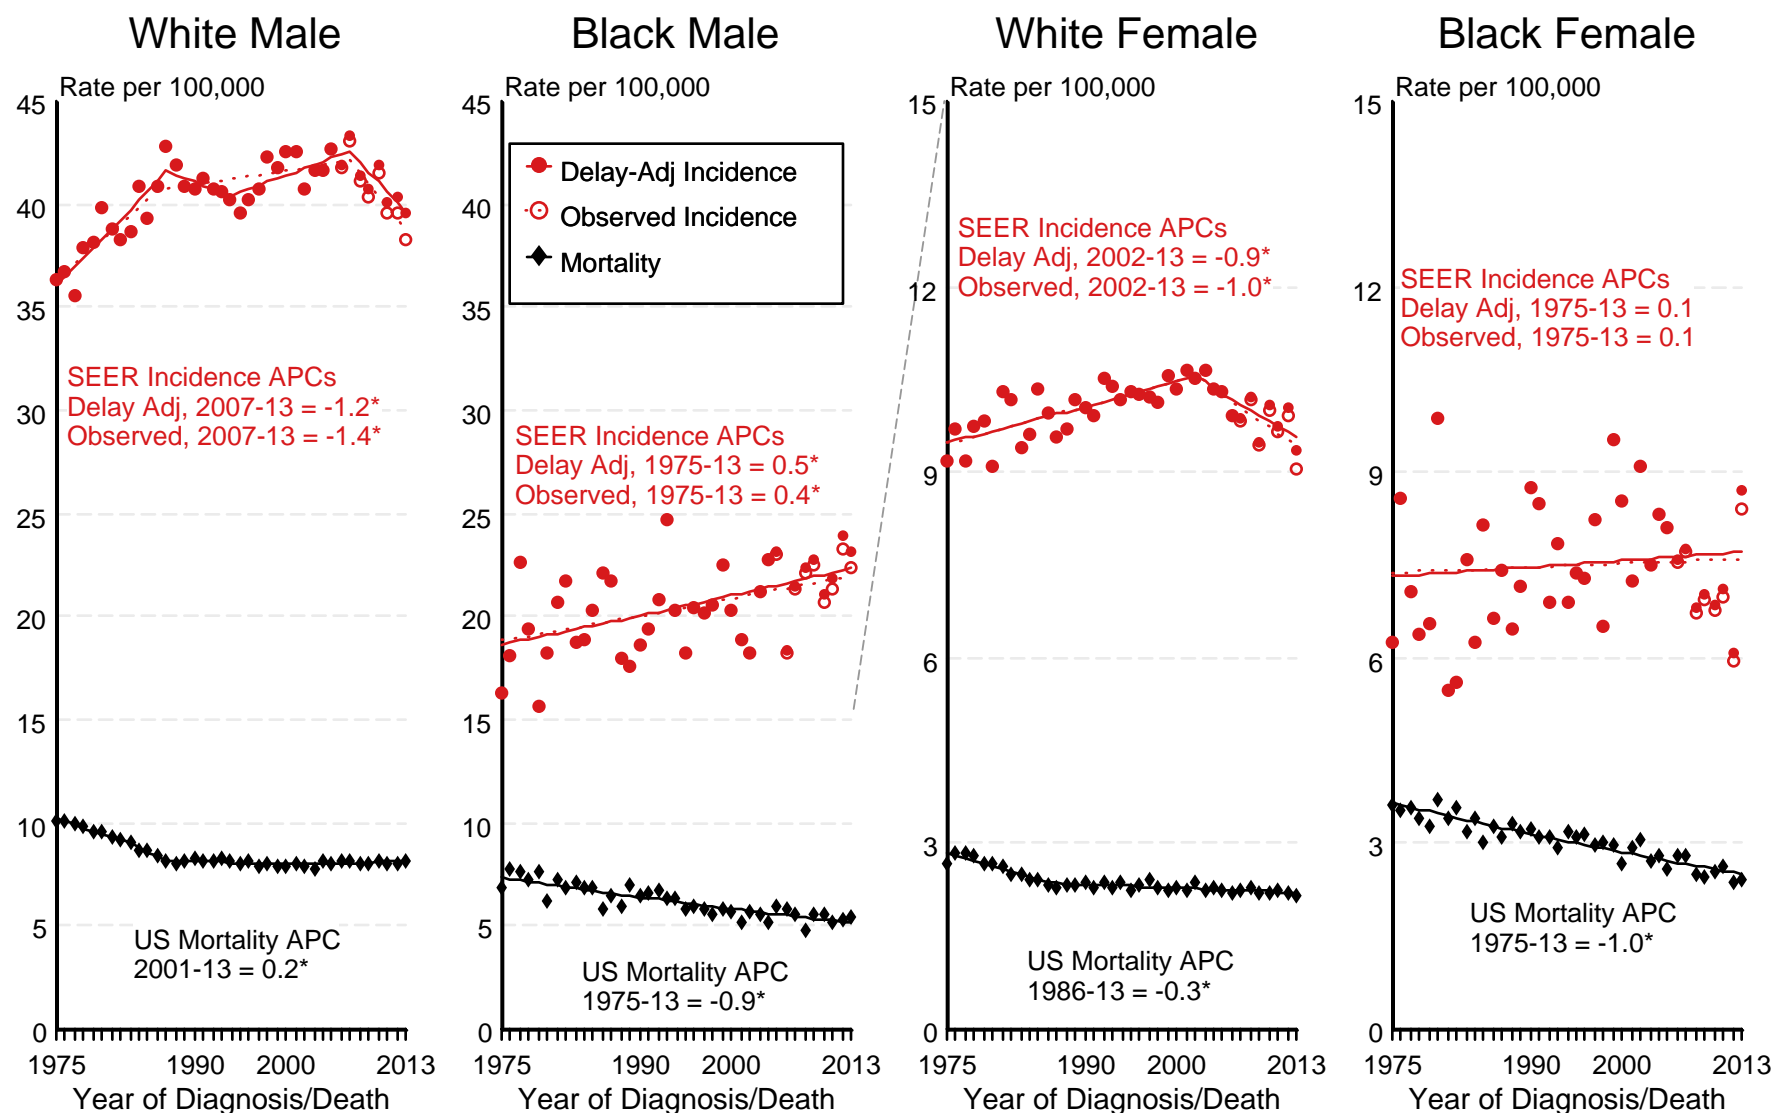 White Male
Black Male
White Female
Black Female
Rate per 100,000
45
40
35
30
25
20
15
10
5
0
SEER Incidence APCs
Delay Adj, 2007-13 = -1.2*
Observed, 2007-13 = -1.4*
US Mortality APC
2001-13 = 0.2*
1975
1990
2000
2013
Year of Diagnosis/Death
Rate per 100,000
45
40
35
30
25
20
15
10
5
0
Delay-Adj Incidence
Observed Incidence
Mortality
SEER Incidence APCs
Delay Adj, 1975-13 = 0.5*
Observed, 1975-13 = 0.4*
US Mortality APC
1975-13 = -0.9*
1975
1990
2000
2013
Year of Diagnosis/Death
Rate per 100,000
15
12
9
6
3
0
SEER Incidence APCs
Delay Adj, 2002-13 = -0.9*
Observed, 2002-13 = -1.0*
US Mortality APC
1986-13 = -0.3*
1975
1990
2000
2013
Year of Diagnosis/Death
Rate per 100,000
15
12
9
6
3
0
SEER Incidence APCs
Delay Adj, 1975-13 = 0.1
Observed, 1975-13 = 0.1
US Mortality APC
1975-13 = -1.0*
1975
1990
2000
2013
Year of Diagnosis/Death